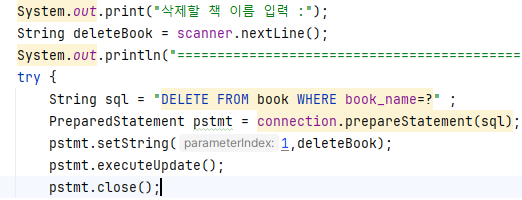 System.out.print("삭제할 책 이름 입력 :");
String deleteBook = scanner.nextLine();
System.out.println("==========================================
try {
String sql = "DELETE FROM book WHERE book_name=?" ;
PreparedStatement pstmt = connection.prepareStatement(sql);
pstmt.setString( parameterIndex: 1,deleteBook);
pstmt.executeUpdate();
pstmt.close();